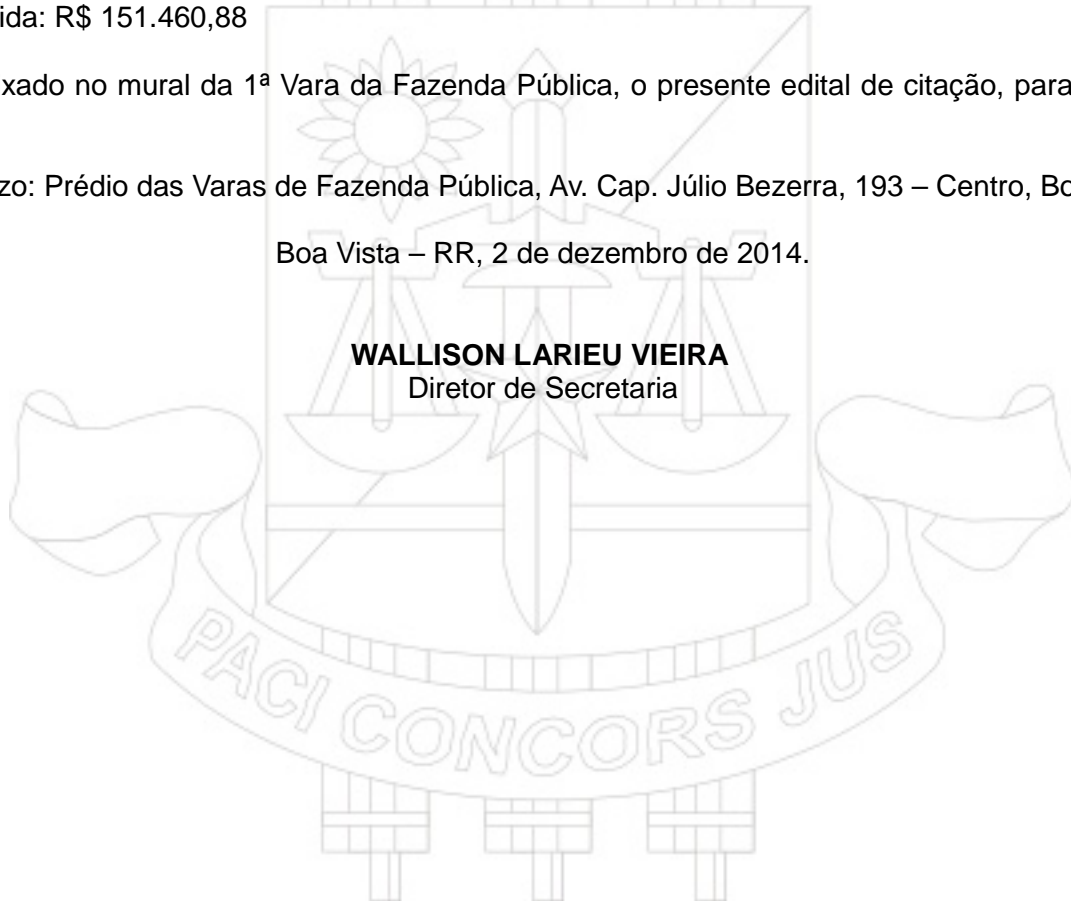 ida: R$ 151.460,88
xado no mural da 1ª Vara da Fazenda Pública, o presente edital de citação, para
zo: Prédio das Varas de Fazenda Pública, Av. Cap. Júlio Bezerra, 193 – Centro, Bo
Boa Vista – RR, 2 de dezembro de 2014.
WALLISON LARIEU VIEIRA
Diretor de Secretaria
PACI CONCORS JUS